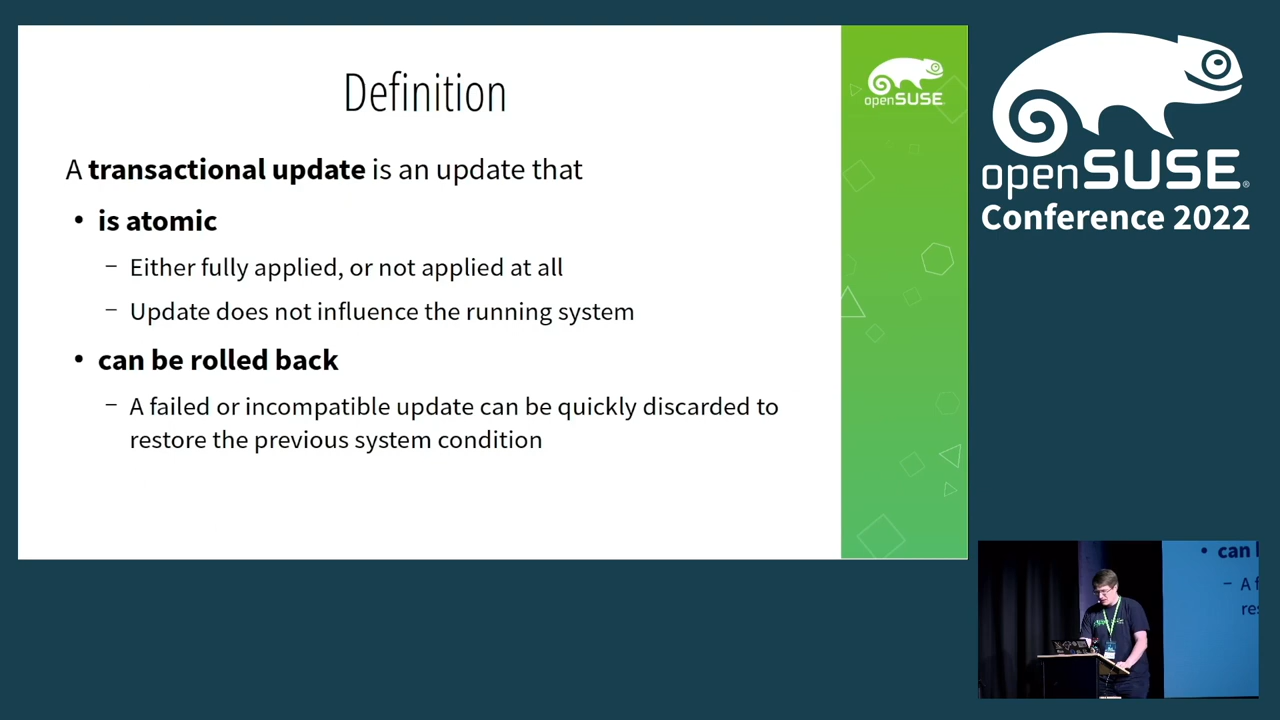 Definition
A transactional update is an update that
• is atomic
– Either fully applied, or not applied at all
– Update does not influence the running system
• can be rolled back
– A failed or incompatible update can be quickly discarded to
restore the previous system condition
openSUSE
openSUSE®
Conference 2022
• can
– A f
res